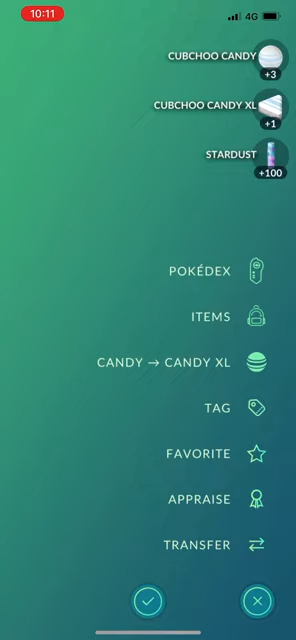 10:11
4G
CUBCHOO CANDY
+3
CUBCHOO CANDY XL
+1
STARDUST
+100
POKÉDEX
ITEMS
CANDY → CANDY XL
TAG
FAVORITE
APPRAISE
TRANSFER